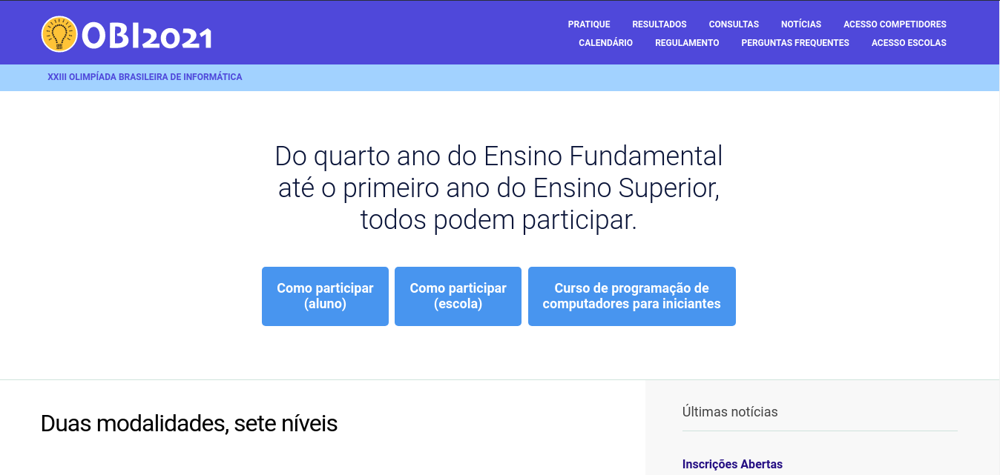 OBI2021
PRATIQUE RESULTADOS CONSULTAS NOTÍCIAS ACESSO COMPETIDORES
CALENDÁRIO REGULAMENTO PERGUNTAS FREQUENTES ACESSO ESCOLAS
XXIII OLIMPÍADA BRASILEIRA DE INFORMÁTICA
Do quarto ano do Ensino Fundamental
até o primeiro ano do Ensino Superior,
todos podem participar.
Como participar
(aluno)
Como participar
(escola)
Curso de programação de
computadores para iniciantes
Duas modalidades, sete níveis
Últimas notícias
Inscrições Abertas